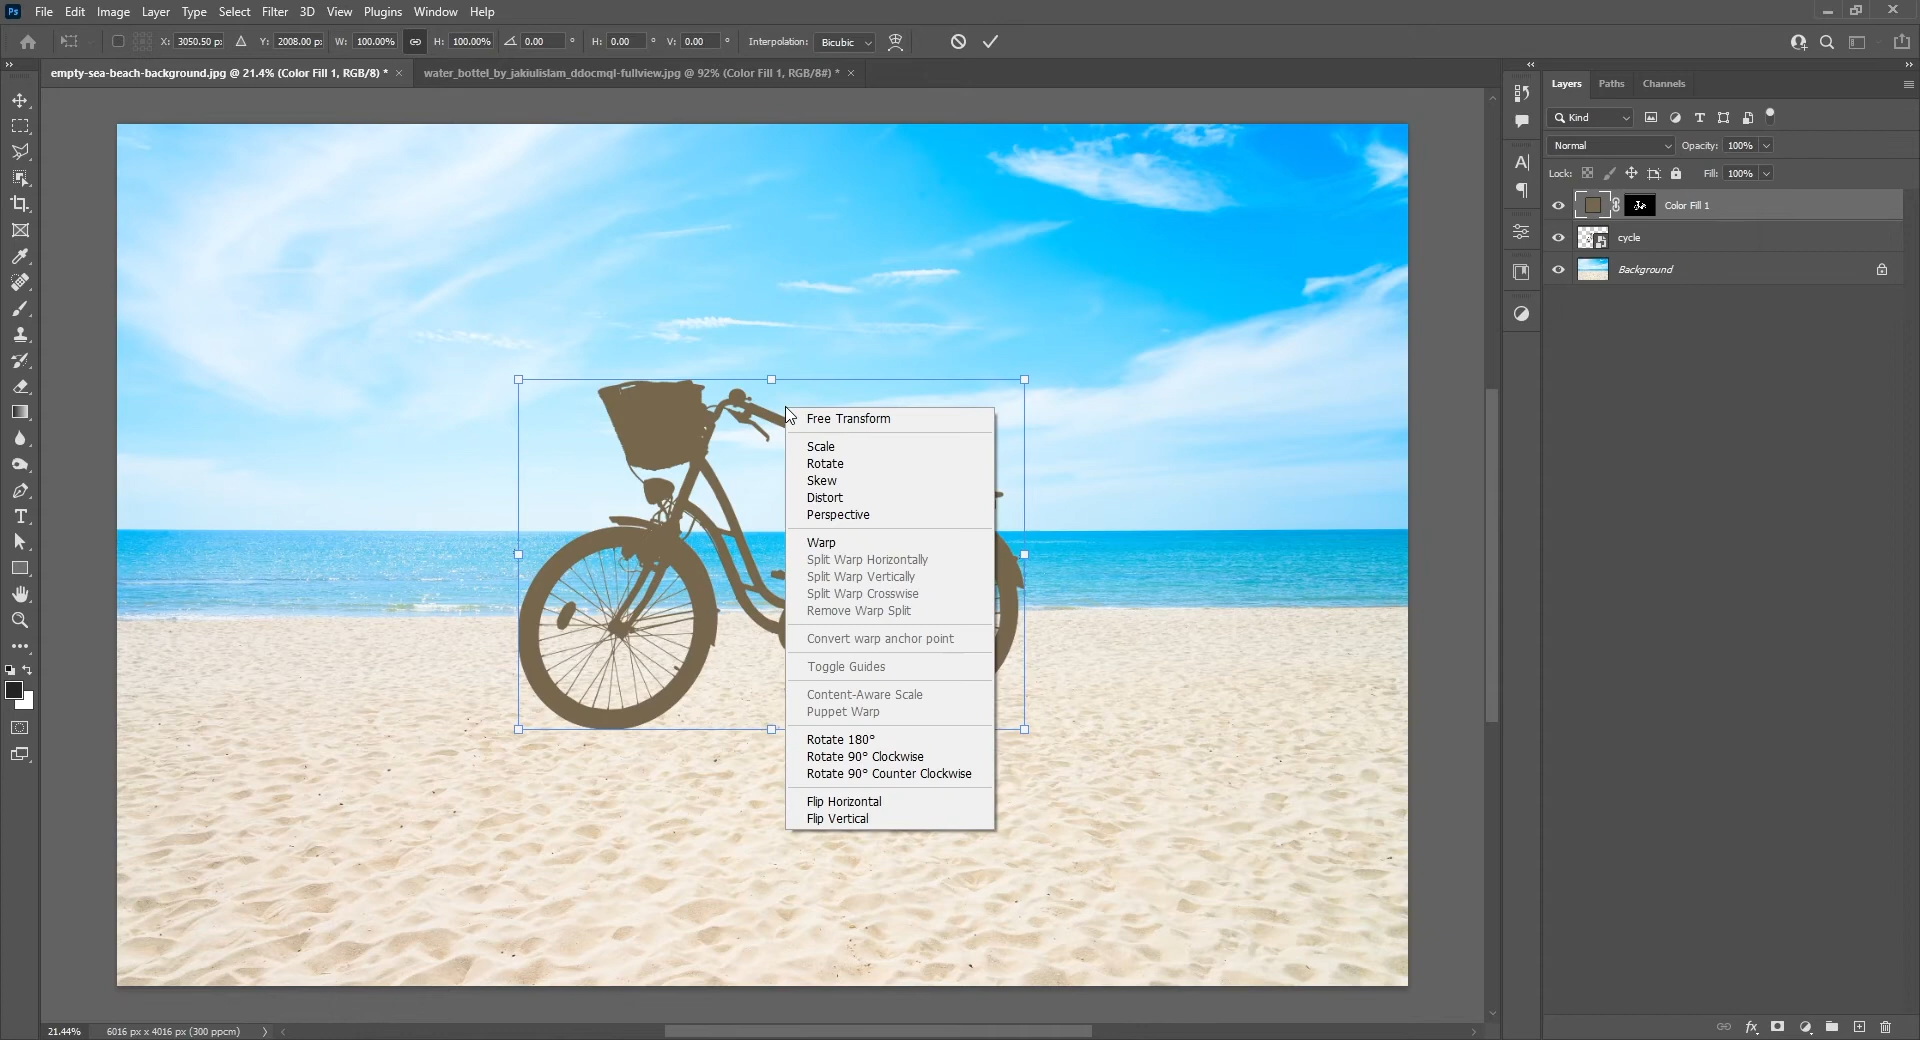 Ps File Edit Image Layer Type Select Filter 3D View Plugins Window Help
X: 3050.50 p: Y: 2008.00 p: W: 100.00% H: 100.00% 0.00 ° H: 0.00 ° V: 0.00 ° Interpolation: Bicubic
empty-sea-beach-background.jpg @ 21.4% (Color Fill 1, RGB/8) * × water_bottel_by_jakiulislam_ddocmql-fullview.jpg @ 92% (Color Fill 1, RGB/8#) * ×
Layers Paths Channels
Kind
Normal Opacity: 100%
Lock: Fill: 100%
Color Fill 1
cycle
Background
Free Transform
Scale
Rotate
Skew
Distort
Perspective
Warp
Split Warp Horizontally
Split Warp Vertically
Split Warp Crosswise
Remove Warp Split
Convert warp anchor point
Toggle Guides
Content-Aware Scale
Puppet Warp
Rotate 180°
Rotate 90° Clockwise
Rotate 90° Counter Clockwise
Flip Horizontal
Flip Vertical
21.44% 6016 px x 4016 px (300 ppcm)